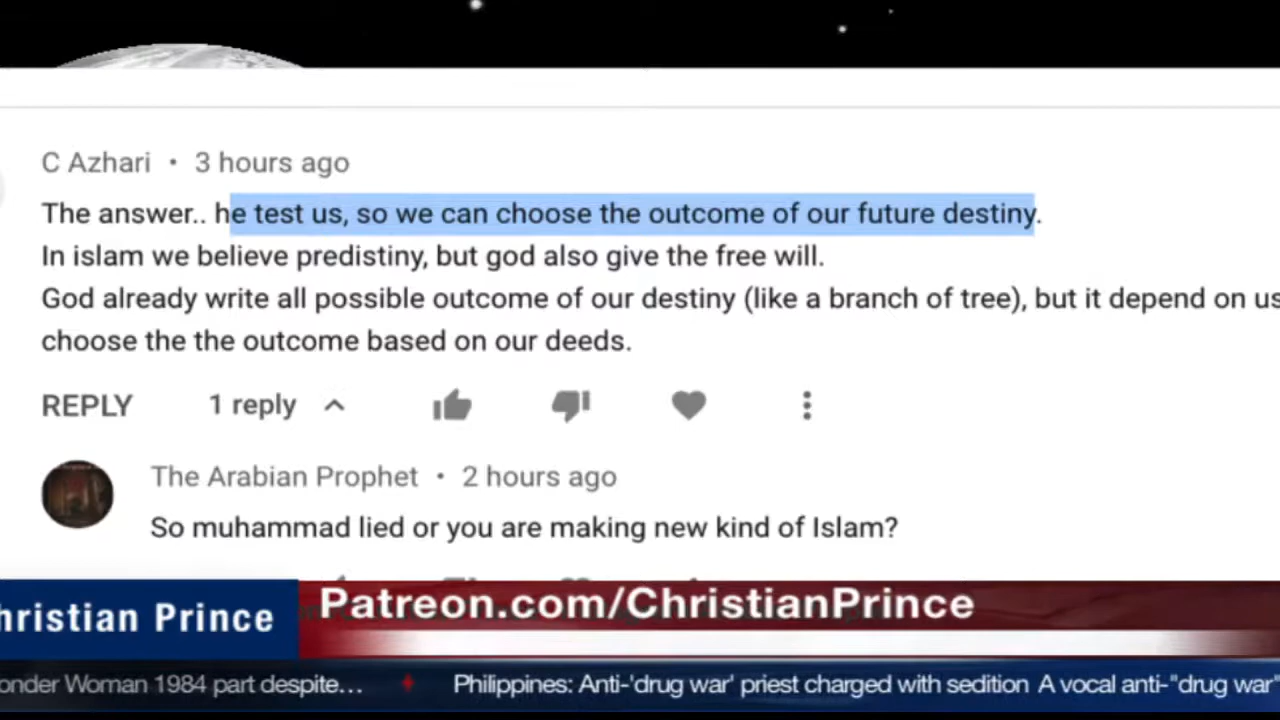 C Azhari • 3 hours ago
The answer.. he test us, so we can choose the outcome of our future destiny.
In islam we believe predistiny, but god also give the free will.
God already write all possible outcome of our destiny (like a branch of tree), but it depend on us
choose the the outcome based on our deeds.
REPLY 1 reply
The Arabian Prophet • 2 hours ago
So muhammad lied or you are making new kind of Islam?
hristian Prince
Patreon.com/ChristianPrince
onder Woman 1984 part despite... Philippines: Anti-'drug war' priest charged with sedition A vocal anti-"drug war"